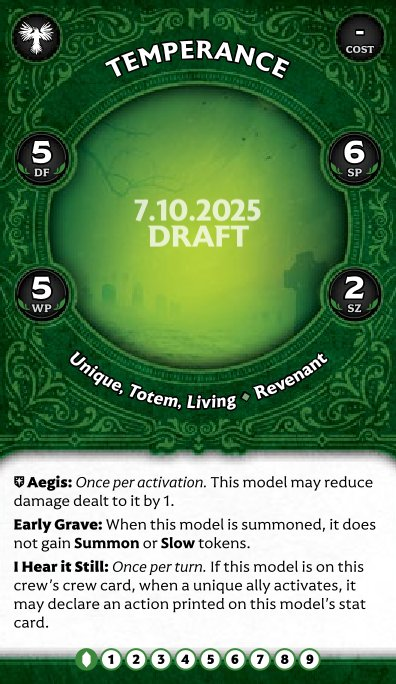 TEMPERANCE
-
COST
5
DF
6
SP
7.10.2025
DRAFT
5
WP
2
SZ
Unique, Totem, Living ◆ Revenant
Aegis: Once per activation. This model may reduce
damage dealt to it by 1.
Early Grave: When this model is summoned, it does
not gain Summon or Slow tokens.
I Hear it Still: Once per turn. If this model is on this
crew's crew card, when a unique ally activates, it
may declare an action printed on this model's stat
card.
1 2 3 4 5 6 7 8 9